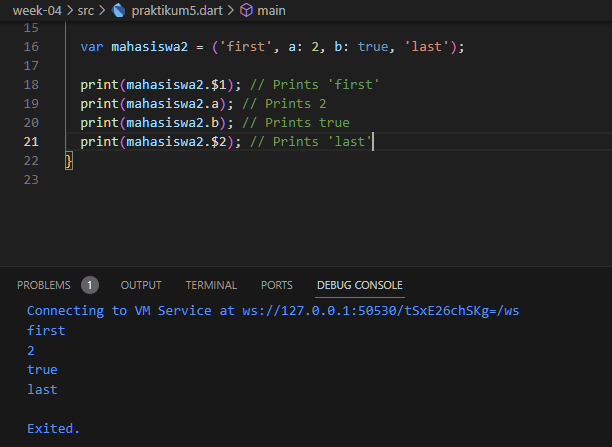 week-04 > src > praktikum5.dart > main
15
16 var mahasiswa2 = ('first', a: 2, b: true, 'last');
17
18 print(mahasiswa2.$1); // Prints 'first'
19 print(mahasiswa2.a); // Prints 2
20 print(mahasiswa2.b); // Prints true
21 print(mahasiswa2.$2); // Prints 'last'
22 }
23
PROBLEMS 1 OUTPUT TERMINAL PORTS DEBUG CONSOLE
Connecting to VM Service at ws://127.0.0.1:50530/tSxE26chSKg=/ws
first
2
true
last
Exited.